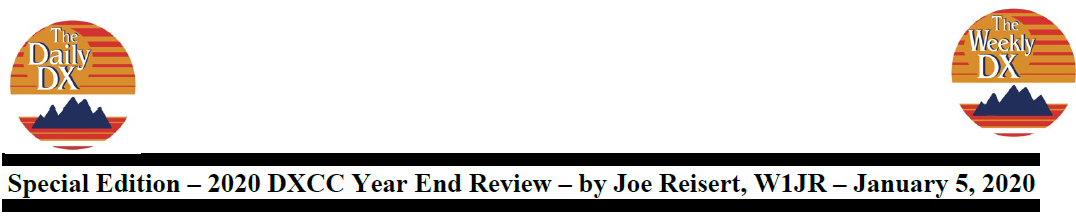 The
Daily
DX
The
Weekly
DX
Special Edition – 2020 DXCC Year End Review – by Joe Reisert, W1JR – January 5, 2020